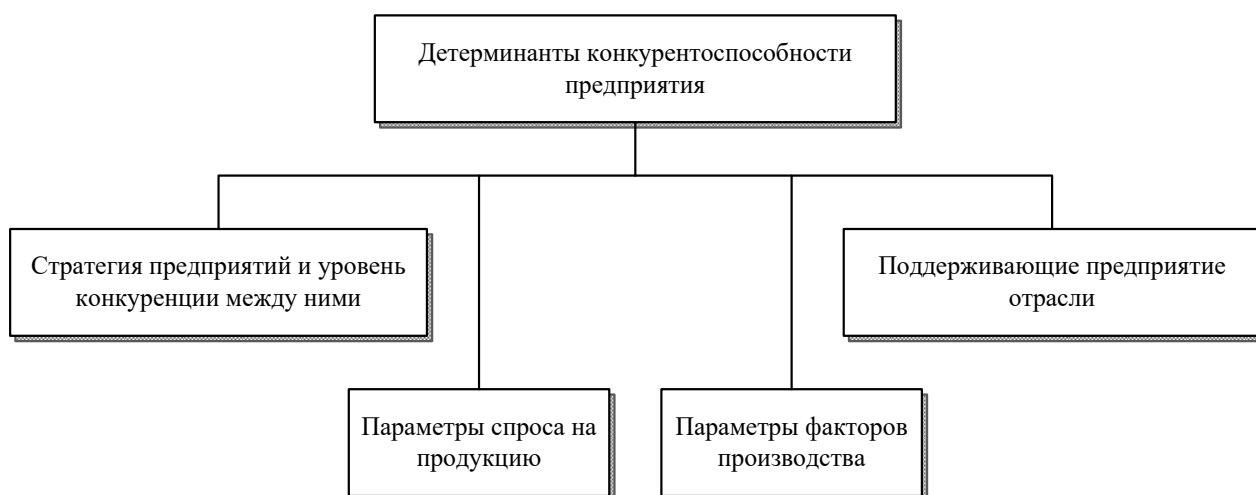 Детерминанты конкурентоспособности
предприятия
Стратегия предприятий и уровень
конкуренции между ними
Поддерживающие предприятие
отрасли
Параметры спроса на
продукцию
Параметры факторов
производства